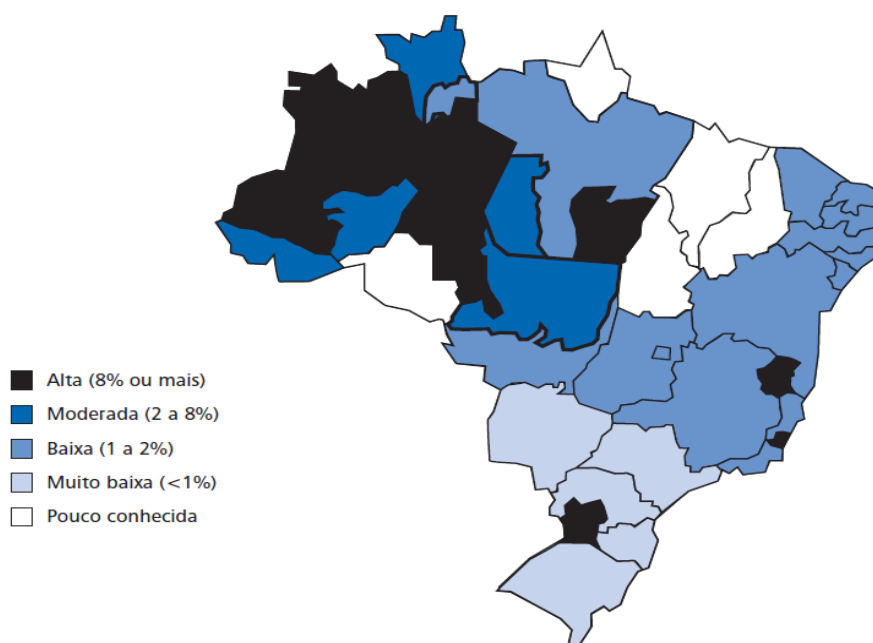 Alta (8% ou mais)
Moderada (2 a 8%)
Baixa (1 a 2%)
Muito baixa (<1%)
Pouco conhecida